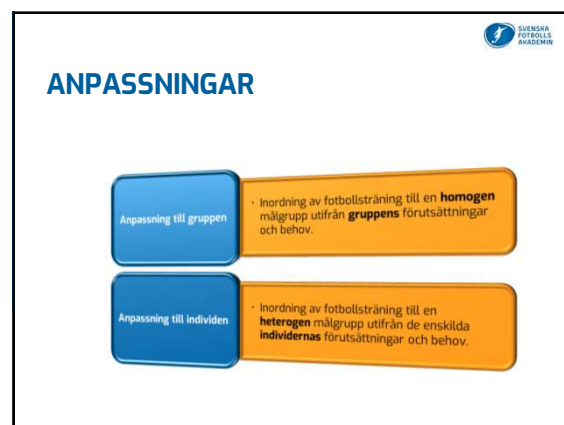 SVENSKA
FOTBOLLS
AKADEMIN
ANPASSNINGAR
Anpassning till gruppen
• Inordning av fotbollsträning till en homogen
målgrupp utifrån gruppens förutsättningar
och behov.
Anpassning till individen
• Inordning av fotbollsträning till en
heterogen målgrupp utifrån de enskilda
individernas förutsättningar och behov.